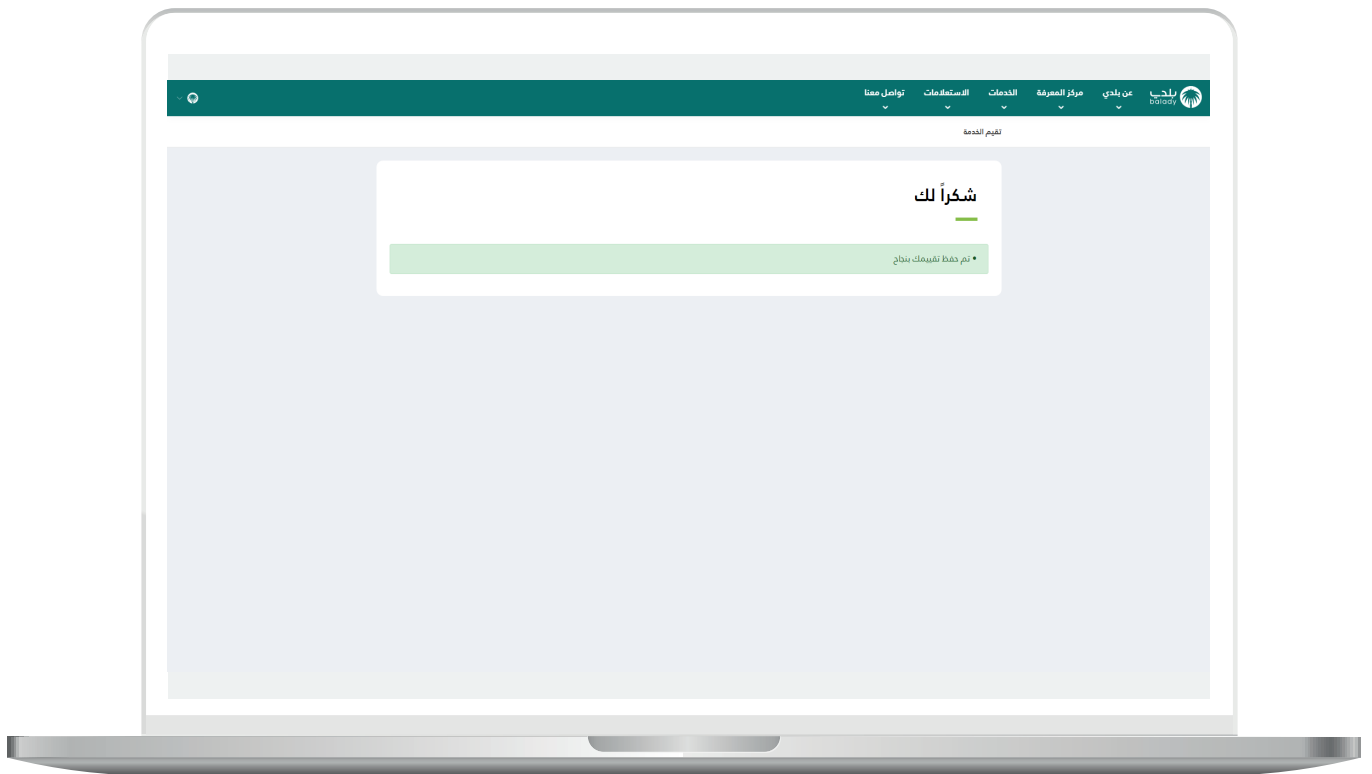 بلدي
balady
عن بلدي
مركز المعرفة
الخدمات
الاستعلامات
تواصل معنا
تقيم الخدمة
شكراً لك
• تم حفظ تقييمك بنجاح